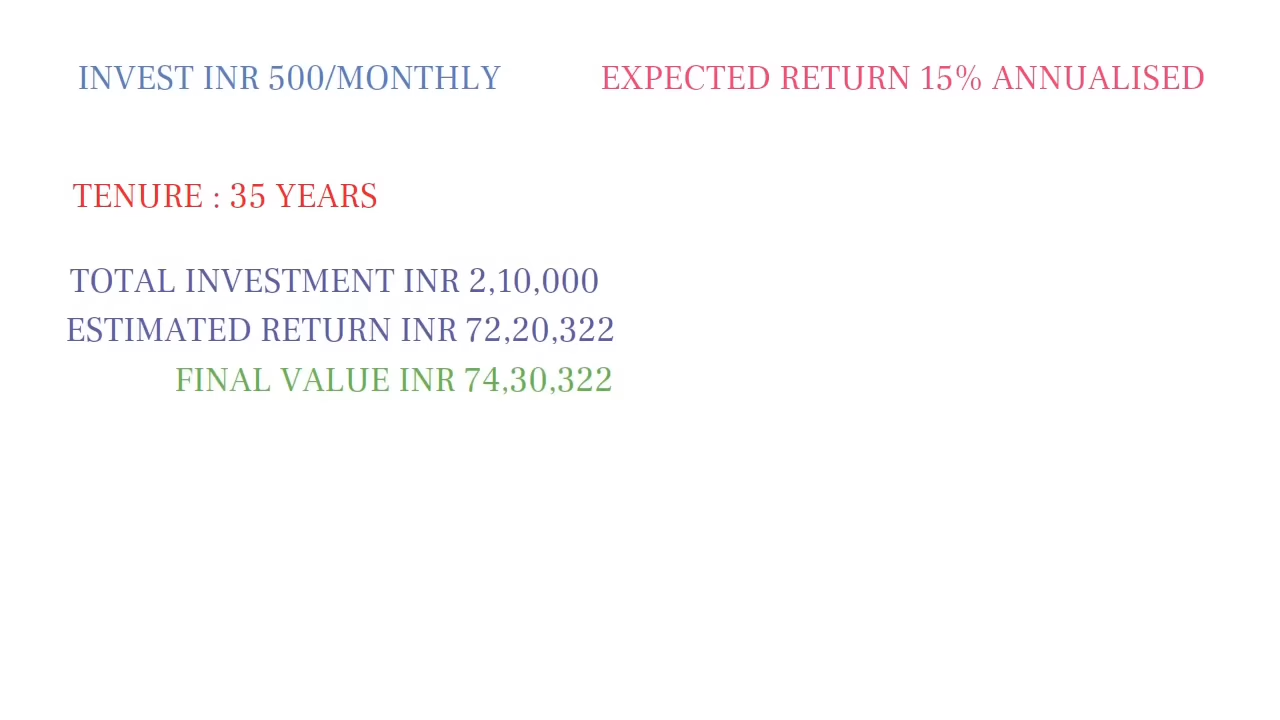 INVEST INR 500/MONTHLY EXPECTED RETURN 15% ANNUALISED
TENURE : 35 YEARS
TOTAL INVESTMENT INR 2,10,000
ESTIMATED RETURN INR 72,20,322
FINAL VALUE INR 74,30,322